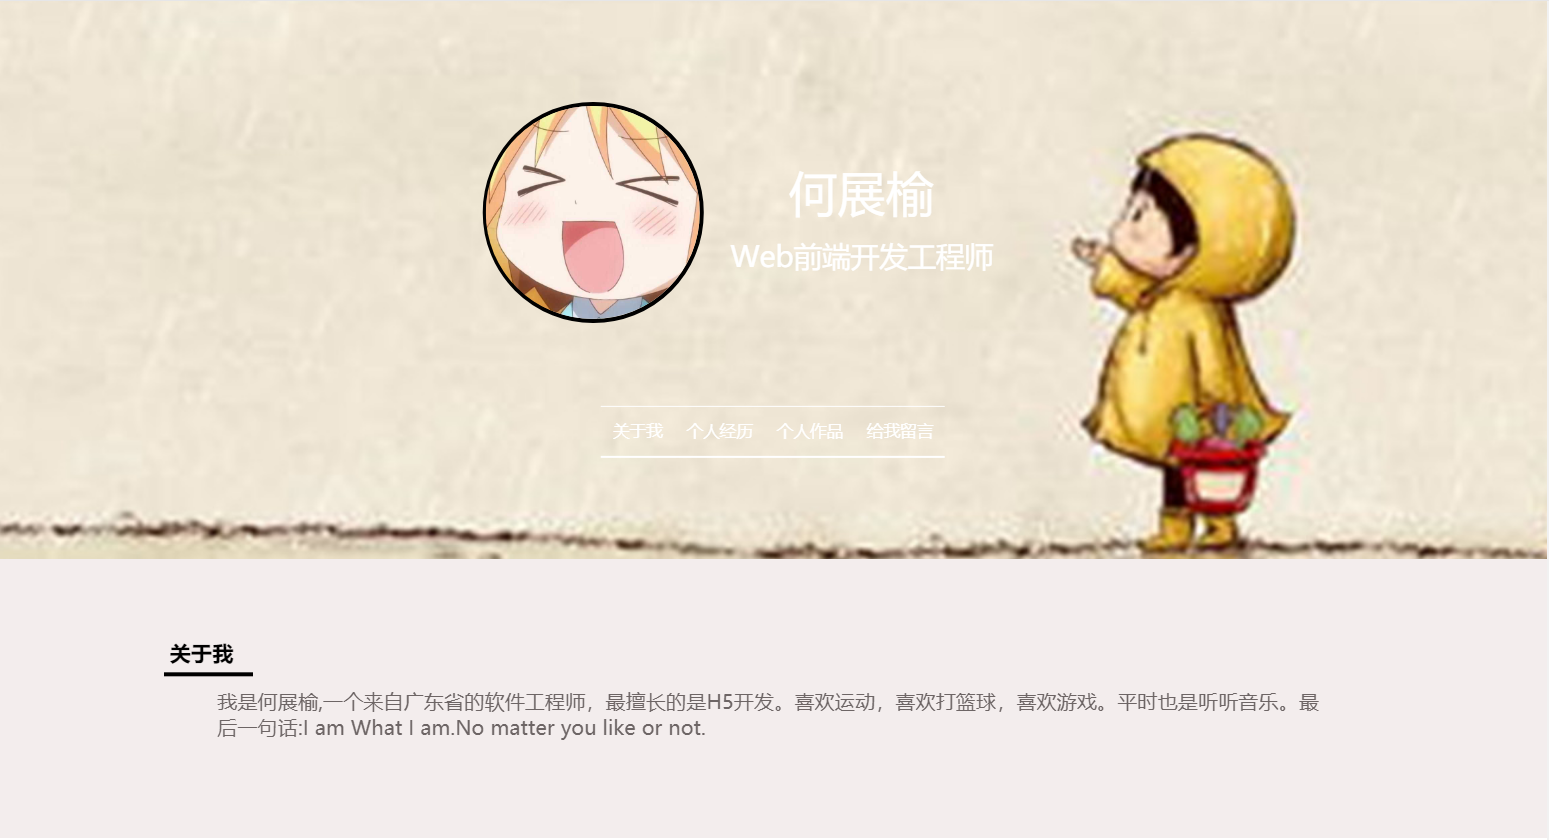 何展榆
Web前端开发工程师
关于我 个人经历 个人作品 给我留言
关于我
我是何展榆,一个来自广东省的软件工程师，最擅长的是H5开发。喜欢运动，喜欢打篮球，喜欢游戏。平时也是听听音乐。最
后一句话:I am What I am.No matter you like or not.